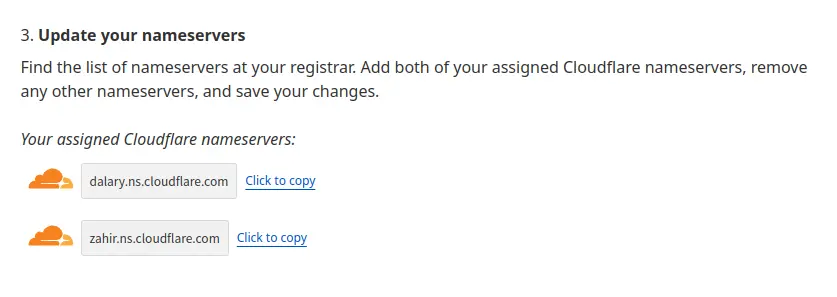 3. Update your nameservers
Find the list of nameservers at your registrar. Add both of your assigned Cloudflare nameservers, remove
any other nameservers, and save your changes.
Your assigned Cloudflare nameservers:
dalary.ns.cloudflare.com Click to copy
zahir.ns.cloudflare.com Click to copy